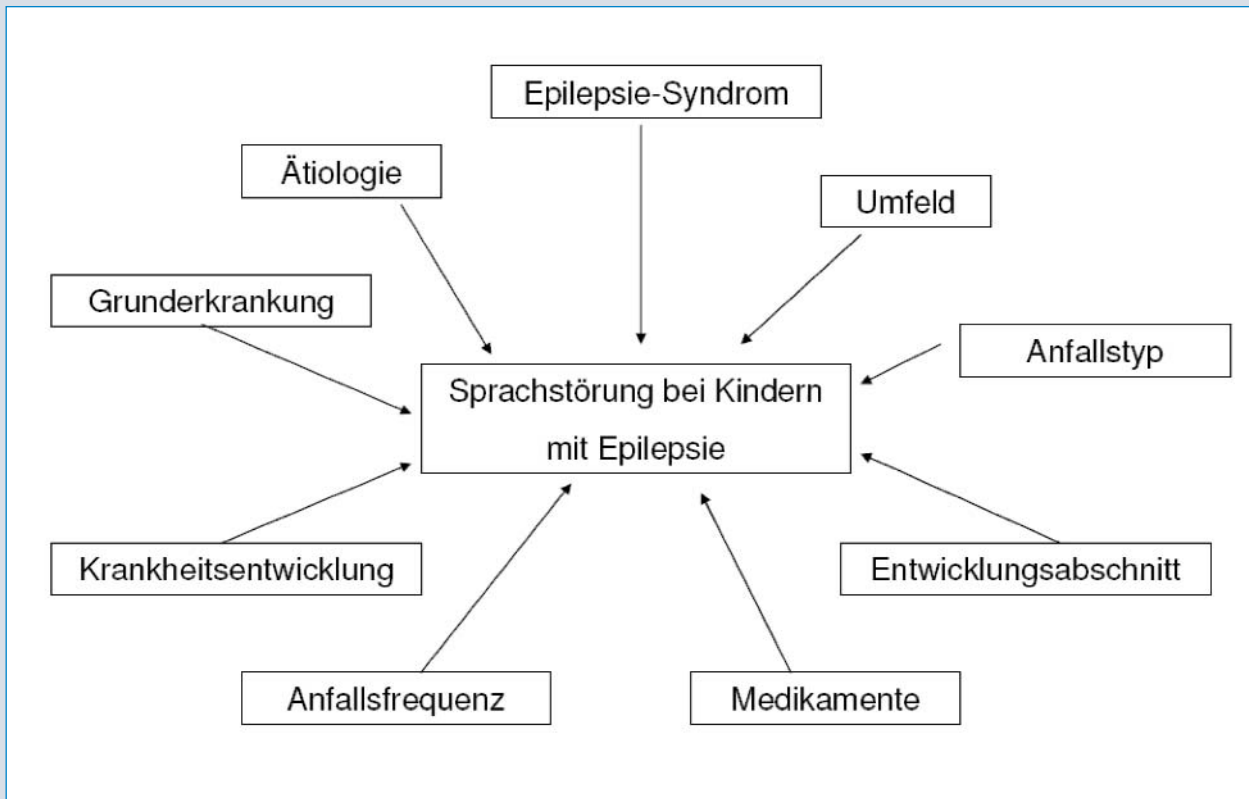 Epilepsie-Syndrom
Ätiologie
Umfeld
Grunderkrankung
Anfallstyp
Sprachstörung bei Kindern
mit Epilepsie
Krankheitsentwicklung
Entwicklungsabschnitt
Anfallsfrequenz
Medikamente